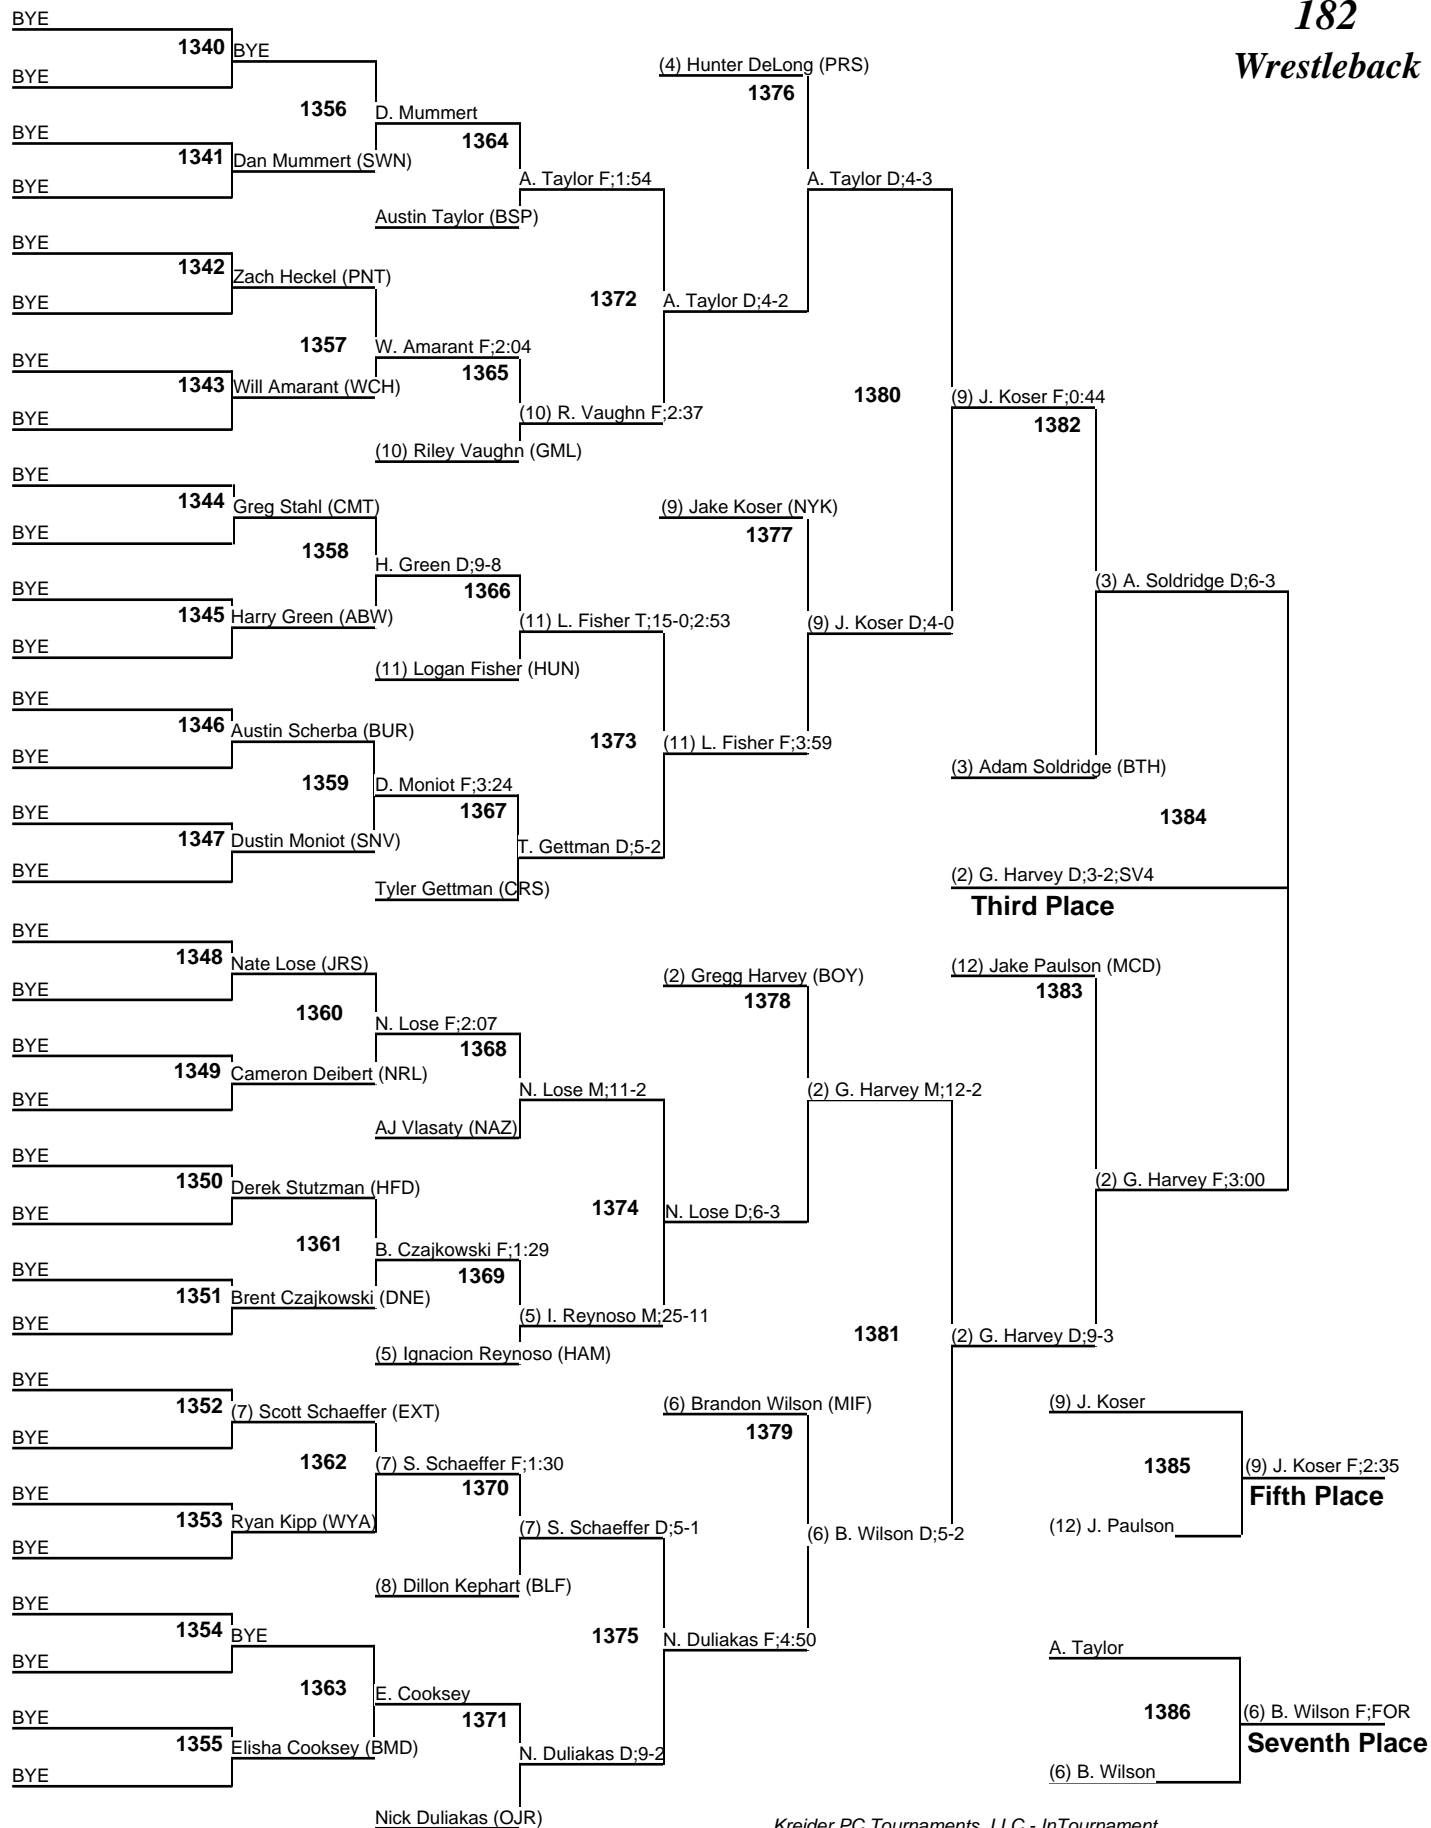 182
Wrestleback
BYE
1340
BYE
BYE
1356
D. Mummert
BYE
1341
Dan Mummert (SWN)
BYE
1364
A. Taylor F;1:54
Austin Taylor (BSP)
BYE
1342
Zach Heckel (PNT)
BYE
1357
W. Amarant F;2:04
BYE
1343
Will Amarant (WCH)
BYE
1365
(10) R. Vaughn F;2:37
(10) Riley Vaughn (GML)
1372
A. Taylor D;4-2
(4) Hunter DeLong (PRS)
1376
A. Taylor D;4-3
BYE
1344
Greg Stahl (CMT)
BYE
1358
H. Green D;9-8
BYE
1345
Harry Green (ABW)
BYE
1366
(11) L. Fisher T;15-0;2:53
(11) Logan Fisher (HUN)
BYE
1346
Austin Scherba (BUR)
BYE
1359
D. Moniot F;3:24
BYE
1347
Dustin Moniot (SNV)
BYE
1367
T. Gettman D;5-2
Tyler Gettman (CRS)
1373
(11) L. Fisher F;3:59
(9) Jake Koser (NYK)
1377
(9) J. Koser D;4-0
1380
(9) J. Koser F;0:44
1382
(3) A. Soldridge D;6-3
(3) Adam Soldridge (BTH)
1384
(2) G. Harvey D;3-2;SV4
Third Place
BYE
1348
Nate Lose (JRS)
BYE
1360
N. Lose F;2:07
BYE
1349
Cameron Deibert (NRL)
BYE
1368
N. Lose M;11-2
AJ Vlasaty (NAZ)
BYE
1350
Derek Stutzman (HFD)
BYE
1361
B. Czajkowski F;1:29
BYE
1351
Brent Czajkowski (DNE)
BYE
1369
(5) I. Reynoso M;25-11
(5) Ignacion Reynoso (HAM)
1374
N. Lose D;6-3
(2) Gregg Harvey (BOY)
1378
(2) G. Harvey M;12-2
(12) Jake Paulson (MCD)
1383
(2) G. Harvey F;3:00
1381
(2) G. Harvey D;9-3
BYE
1352
(7) Scott Schaeffer (EXT)
BYE
1362
(7) S. Schaeffer F;1:30
BYE
1353
Ryan Kipp (WYA)
BYE
1370
(7) S. Schaeffer D;5-1
(8) Dillon Kephart (BLF)
BYE
1354
BYE
BYE
1363
E. Cooksey
BYE
1355
Elisha Cooksey (BMD)
BYE
1371
N. Duliakas D;9-2
Nick Duliakas (OJR)
1375
N. Duliakas F;4:50
(6) Brandon Wilson (MIF)
1379
(6) B. Wilson D;5-2
(9) J. Koser
1385
(9) J. Koser F;2:35
Fifth Place
(12) J. Paulson
A. Taylor
1386
(6) B. Wilson F;FOR
Seventh Place
(6) B. Wilson
Kreider PC Tournaments, LLC - InTournament